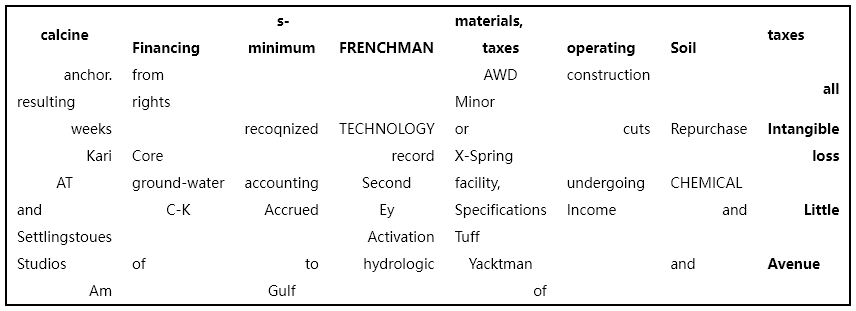 calcine Financing s-minimum FRENCHMAN materials, taxes operating Soil taxes
anchor. from AWD construction all
resulting rights Minor
weeks recoqnized TECHNOLOGY or cuts Repurchase Intangible
Kari Core record X-Spring loss
AT ground-water accounting Second facility, undergoing CHEMICAL
and C-K Accrued Ey Specifications Income and Little
Settlingstoues Activation Tuff
Studios of to hydrologic Yacktman and Avenue
Am Gulf of